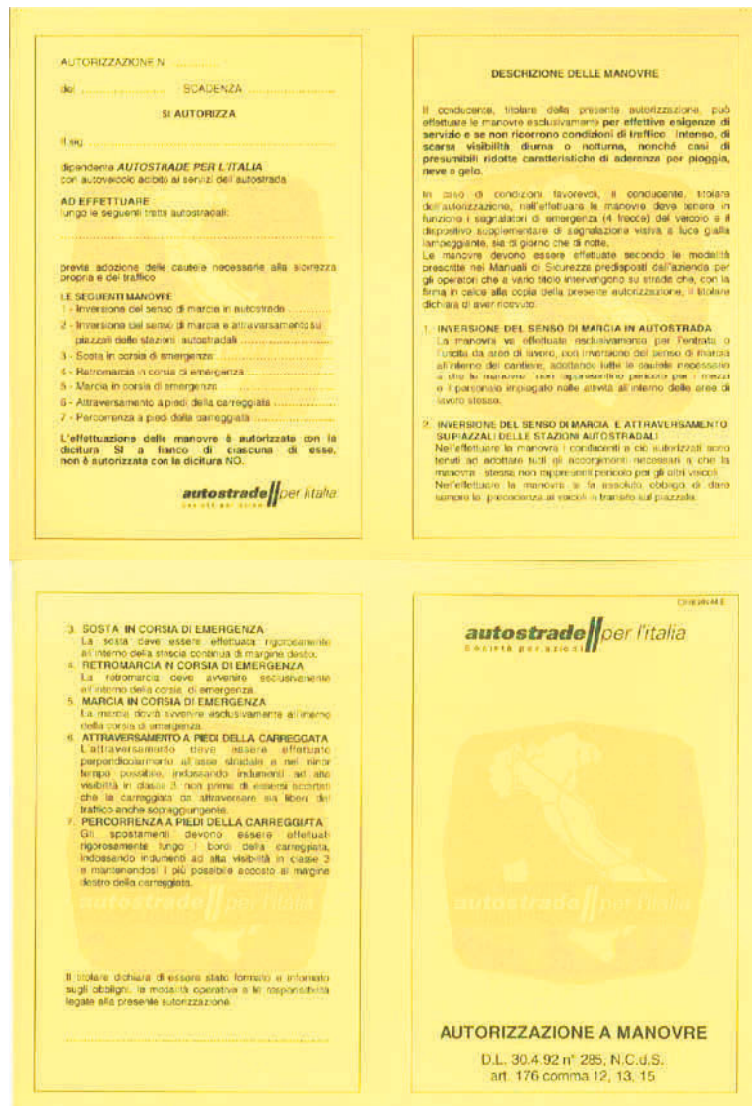 AUTORIZZAZIONE N. ............
del ........................ SCADENZA ........................
SI AUTORIZZA
Il sig. ........................................................
dipendente AUTOSTRADE PER L'ITALIA
con autoveicolo adibito ai servizi dell'autostrada
AD EFFETTUARE
lungo le seguenti tratte autostradali:
................................................................
previa adozione delle cautele necessarie alla sicurezza
propria e del traffico
LE SEGUENTI MANOVRE
1 - Inversione del senso di marcia in autostrada ............
2 - Inversione del senso di marcia e attraversamento su
piazzali delle stazioni autostradali ....................
3 - Sosta in corsia di emergenza ............................
4 - Retromarcia in corsia di emergenza ....................
5 - Marcia in corsia di emergenza ..........................
6 - Attraversamento a piedi della carreggiata ..............
7 - Percorrenza a piedi della carreggiata ..................
L'effettuazione delle manovre è autorizzata con la
dicitura SI a fianco di ciascuna di esse,
non è autorizzata con la dicitura NO.
autostrade//per l'italia
Società per azioni
DESCRIZIONE DELLE MANOVRE
Il conducente, titolare della presente autorizzazione, può
effettuare le manovre esclusivamente per effettive esigenze di
servizio e se non ricorrono condizioni di traffico intenso, di
scarsa visibilità diurna o notturna, nonché casi di
presumibili ridotte caratteristiche di aderenza per pioggia,
neve o gelo.
In caso di condizioni favorevoli, il conducente, titolare
dell'autorizzazione, nell'effettuare le manovre deve tenere in
funzione i segnalatori di emergenza (4 frecce) del veicolo e il
dispositivo supplementare di segnalazione visiva a luce gialla
lampeggiante, sia di giorno che di notte.
Le manovre devono essere effettuate secondo le modalità
prescritte nei Manuali di Sicurezza predisposti dall'azienda per
gli operatori che a vario titolo intervengono su strada che, con la
firma in calce alla copia della presente autorizzazione, il titolare
dichiara di aver ricevuto.
1. INVERSIONE DEL SENSO DI MARCIA IN AUTOSTRADA
La manovra va effettuata esclusivamente per l'entrata o
l'uscita da aree di lavoro, con inversione del senso di marcia
all'interno del cantiere, adottando tutte le cautele necessarie
a che la manovra non rappresentino pericolo per i mezzi
e il personale impiegato nelle attività all'interno delle aree di
lavoro stesse.
2. INVERSIONE DEL SENSO DI MARCIA E ATTRAVERSAMENTO
SU PIAZZALI DELLE STAZIONI AUTOSTRADALI
Nell'effettuare la manovra i conducenti a ciò autorizzati sono
tenuti ad adottare tutti gli accorgimenti necessari a che la
manovra stessa non rappresenti pericolo per gli altri veicoli.
Nell'effettuare la manovra si fa assoluto obbligo di dare
sempre la precedenza ai veicoli in transito sul piazzale.
3. SOSTA IN CORSIA DI EMERGENZA
La sosta deve essere effettuata rigorosamente
all'interno della striscia continua di margine destro.
4. RETROMARCIA IN CORSIA DI EMERGENZA
La retromarcia deve avvenire esclusivamente
all'interno della corsia di emergenza.
5. MARCIA IN CORSIA DI EMERGENZA
La marcia dovrà avvenire esclusivamente all'interno
della corsia di emergenza.
6. ATTRAVERSAMENTO A PIEDI DELLA CARREGGIATA
L'attraversamento deve essere effettuato
perpendicolarmente all'asse stradale e nel minor
tempo possibile, indossando indumenti ad alta
visibilità in classe 3, non prima di essersi accertati
che la carreggiata da attraversare sia liberi del
traffico anche sopraggiungente.
7. PERCORRENZA A PIEDI DELLA CARREGGIATA
Gli spostamenti devono essere effettuati
rigorosamente lungo i bordi della carreggiata,
indossando indumenti ad alta visibilità in classe 3
e mantenendosi il più possibile accosto al margine
destro della carreggiata.
autostrade//per l'italia
Il titolare dichiara di essere stato formato e informato
sugli obblighi, le modalità operative e le responsabilità
legate alla presente autorizzazione.
................................................................
ORIGINALE
autostrade//per l'italia
Società per azioni
autostrade//per l'italia
AUTORIZZAZIONE A MANOVRE
D.L. 30.4.92 n° 285, N.C.d.S.
art. 176 comma 12, 13, 15